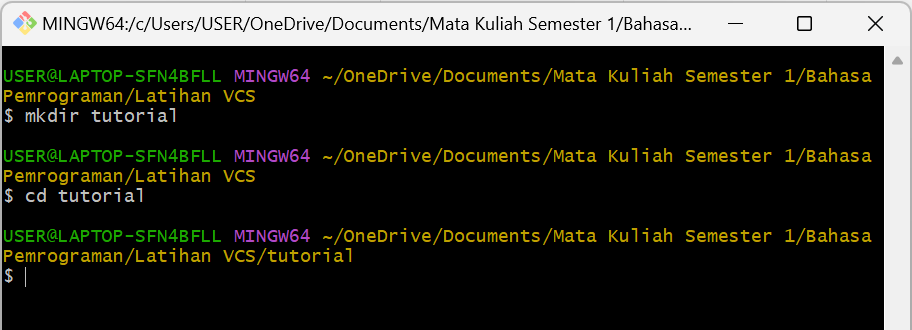 MINGW64:/c/Users/USER/OneDrive/Documents/Mata Kuliah Semester 1/Bahasa...
USER@LAPTOP-SFN4BFLL MINGW64 ~/OneDrive/Documents/Mata Kuliah Semester 1/Bahasa
Pemrograman/Latihan VCS
$ mkdir tutorial
USER@LAPTOP-SFN4BFLL MINGW64 ~/OneDrive/Documents/Mata Kuliah Semester 1/Bahasa
Pemrograman/Latihan VCS
$ cd tutorial
USER@LAPTOP-SFN4BFLL MINGW64 ~/OneDrive/Documents/Mata Kuliah Semester 1/Bahasa
Pemrograman/Latihan VCS/tutorial
$